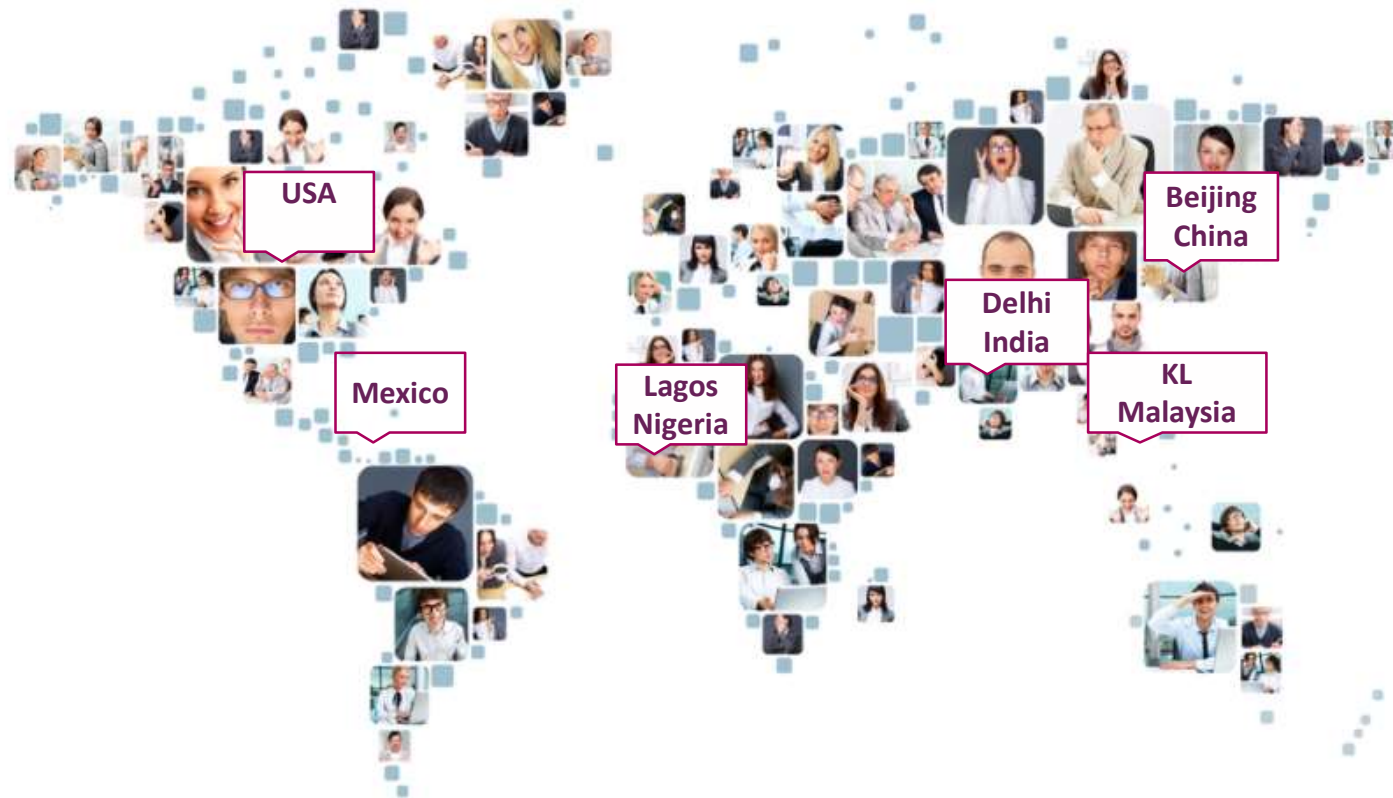 USA
Beijing
China
Delhi
India
Mexico
Lagos
Nigeria
KL
Malaysia